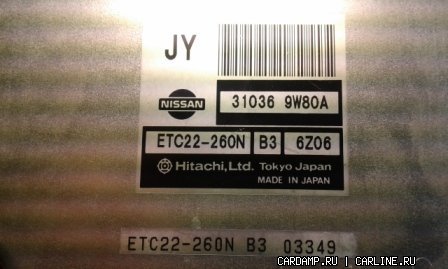 JY
NISSAN
31036 9W80A
ETC22-260N B3 6Z06
Hitachi,Ltd. Tokyo Japan
MADE IN JAPAN
ETC22-260N B3 03349
CARDAMP.RU | CARLINE.RU